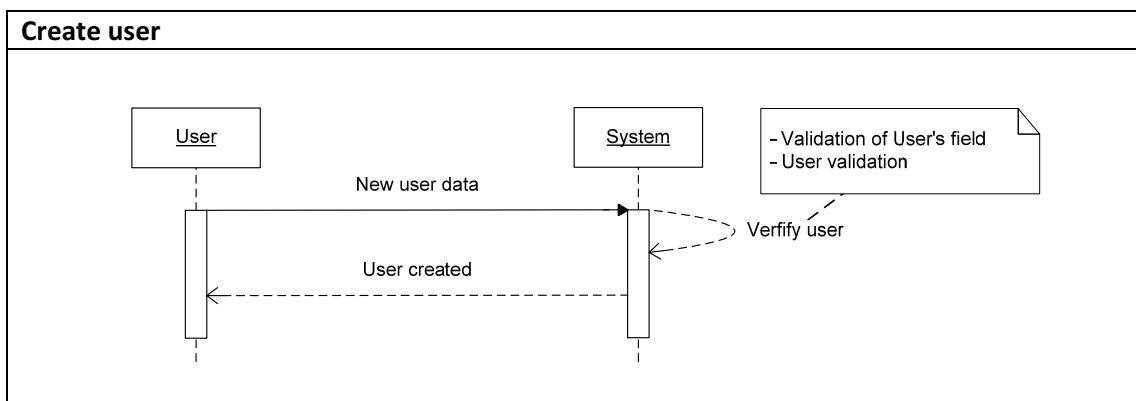 Create user
User
System
- Validation of User's field
- User validation
New user data
Verfify user
User created